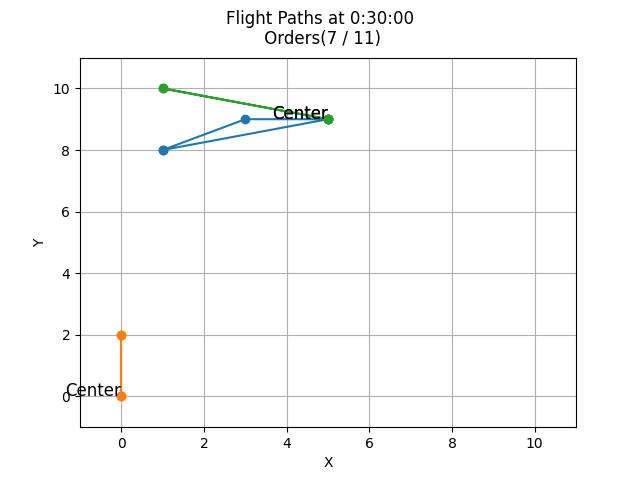 Flight Paths at 0:30:00
Orders(7 / 11)
10
8
6
4
2
0
Y
Center
Center
0 2 4 6 8 10
X